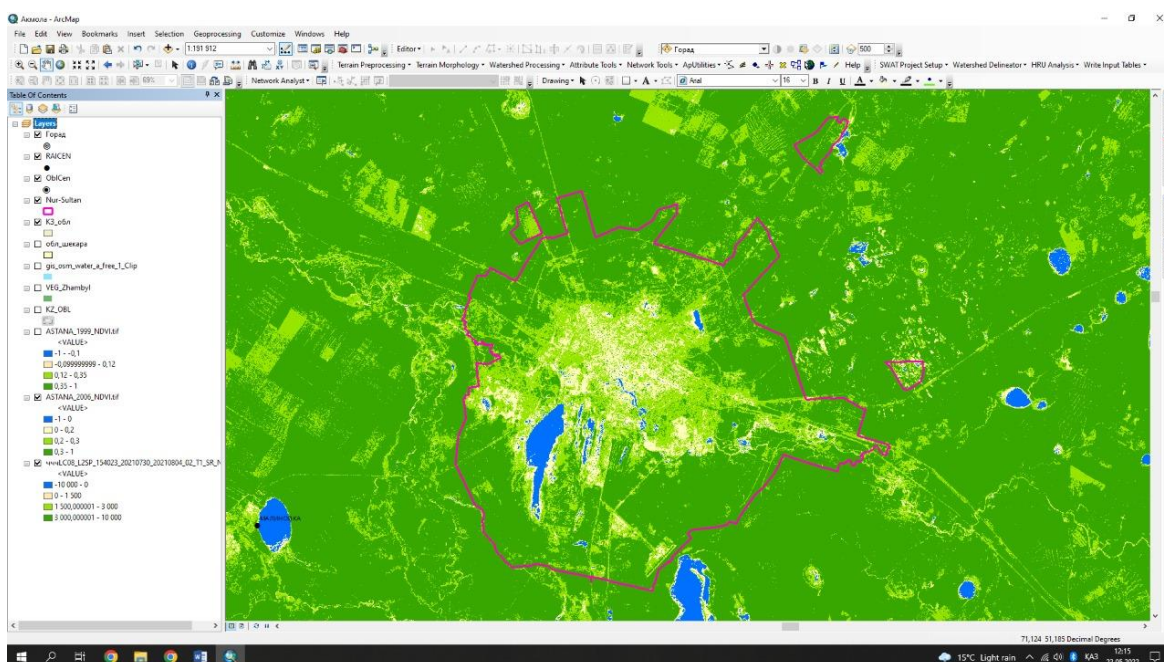 Акмола - ArcMap
File Edit View Bookmarks Insert Selection Geoprocessing Customize Windows Help
1:191 912
Editor
Горад
500
Terrain Preprocessing Terrain Morphology Watershed Processing Attribute Tools Network Tools ApUtilities Help
SWAT Project Setup Watershed Delineator HRU Analysis Write Input Tables
Network Analyst
Drawing
Arial
16
B I U A
Table Of Contents
Layers
Горад
RAICEN
OblCen
Nur-Sultan
КЗ_обл
обл_шекара
gis_osm_water_a_free_1_Clip
VEG_Zhambyl
KZ_OBL
ASTANA_1999_NDVI.tif
<VALUE>
-1 - -0,1
-0,099999999 - 0,12
0,12 - 0,35
0,35 - 1
ASTANA_2006_NDVI.tif
<VALUE>
-1 - 0
0 - 0,2
0,2 - 0,3
0,3 - 1
LC08_L2SP_154023_20210730_20210804_02_T1_SR_N
<VALUE>
-10 000 - 0
0 - 1 500
1 500,000001 - 3 000
3 000,000001 - 10 000
71,124 51,185 Decimal Degrees
15°C Light rain
ҚАЗ
12:15